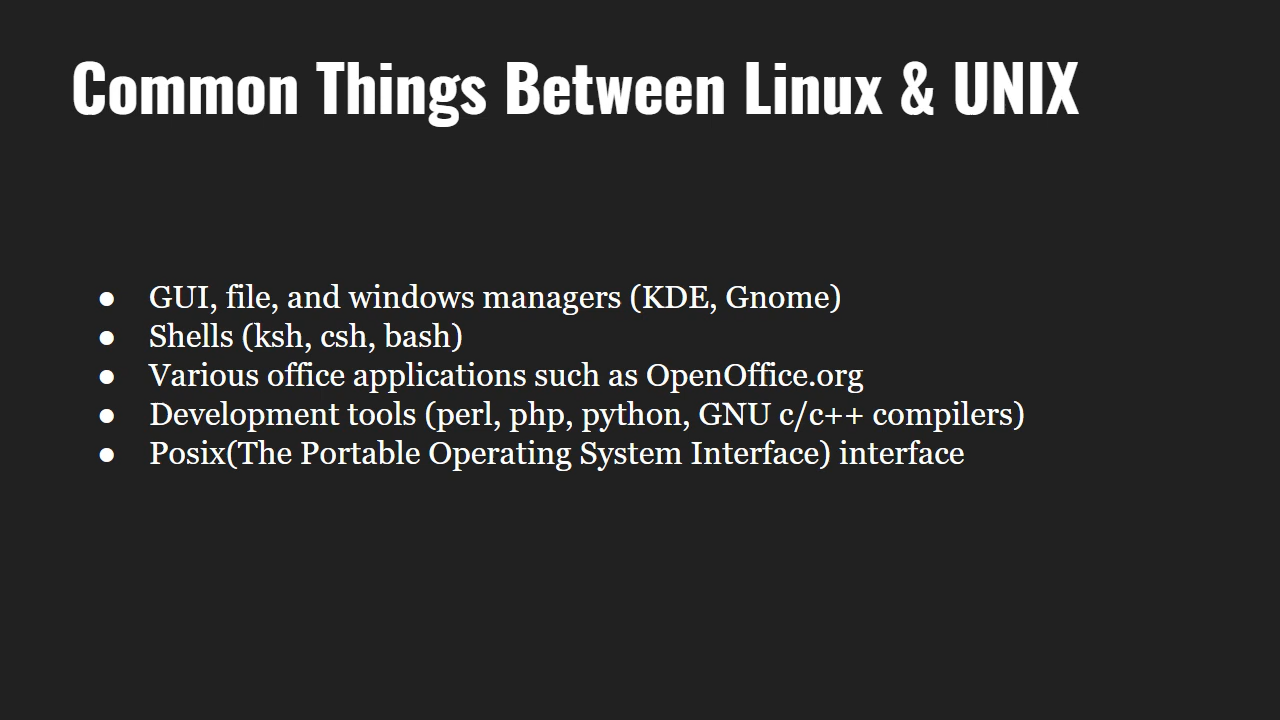 Common Things Between Linux & UNIX
● GUI, file, and windows managers (KDE, Gnome)
● Shells (ksh, csh, bash)
● Various office applications such as OpenOffice.org
● Development tools (perl, php, python, GNU c/c++ compilers)
● Posix(The Portable Operating System Interface) interface